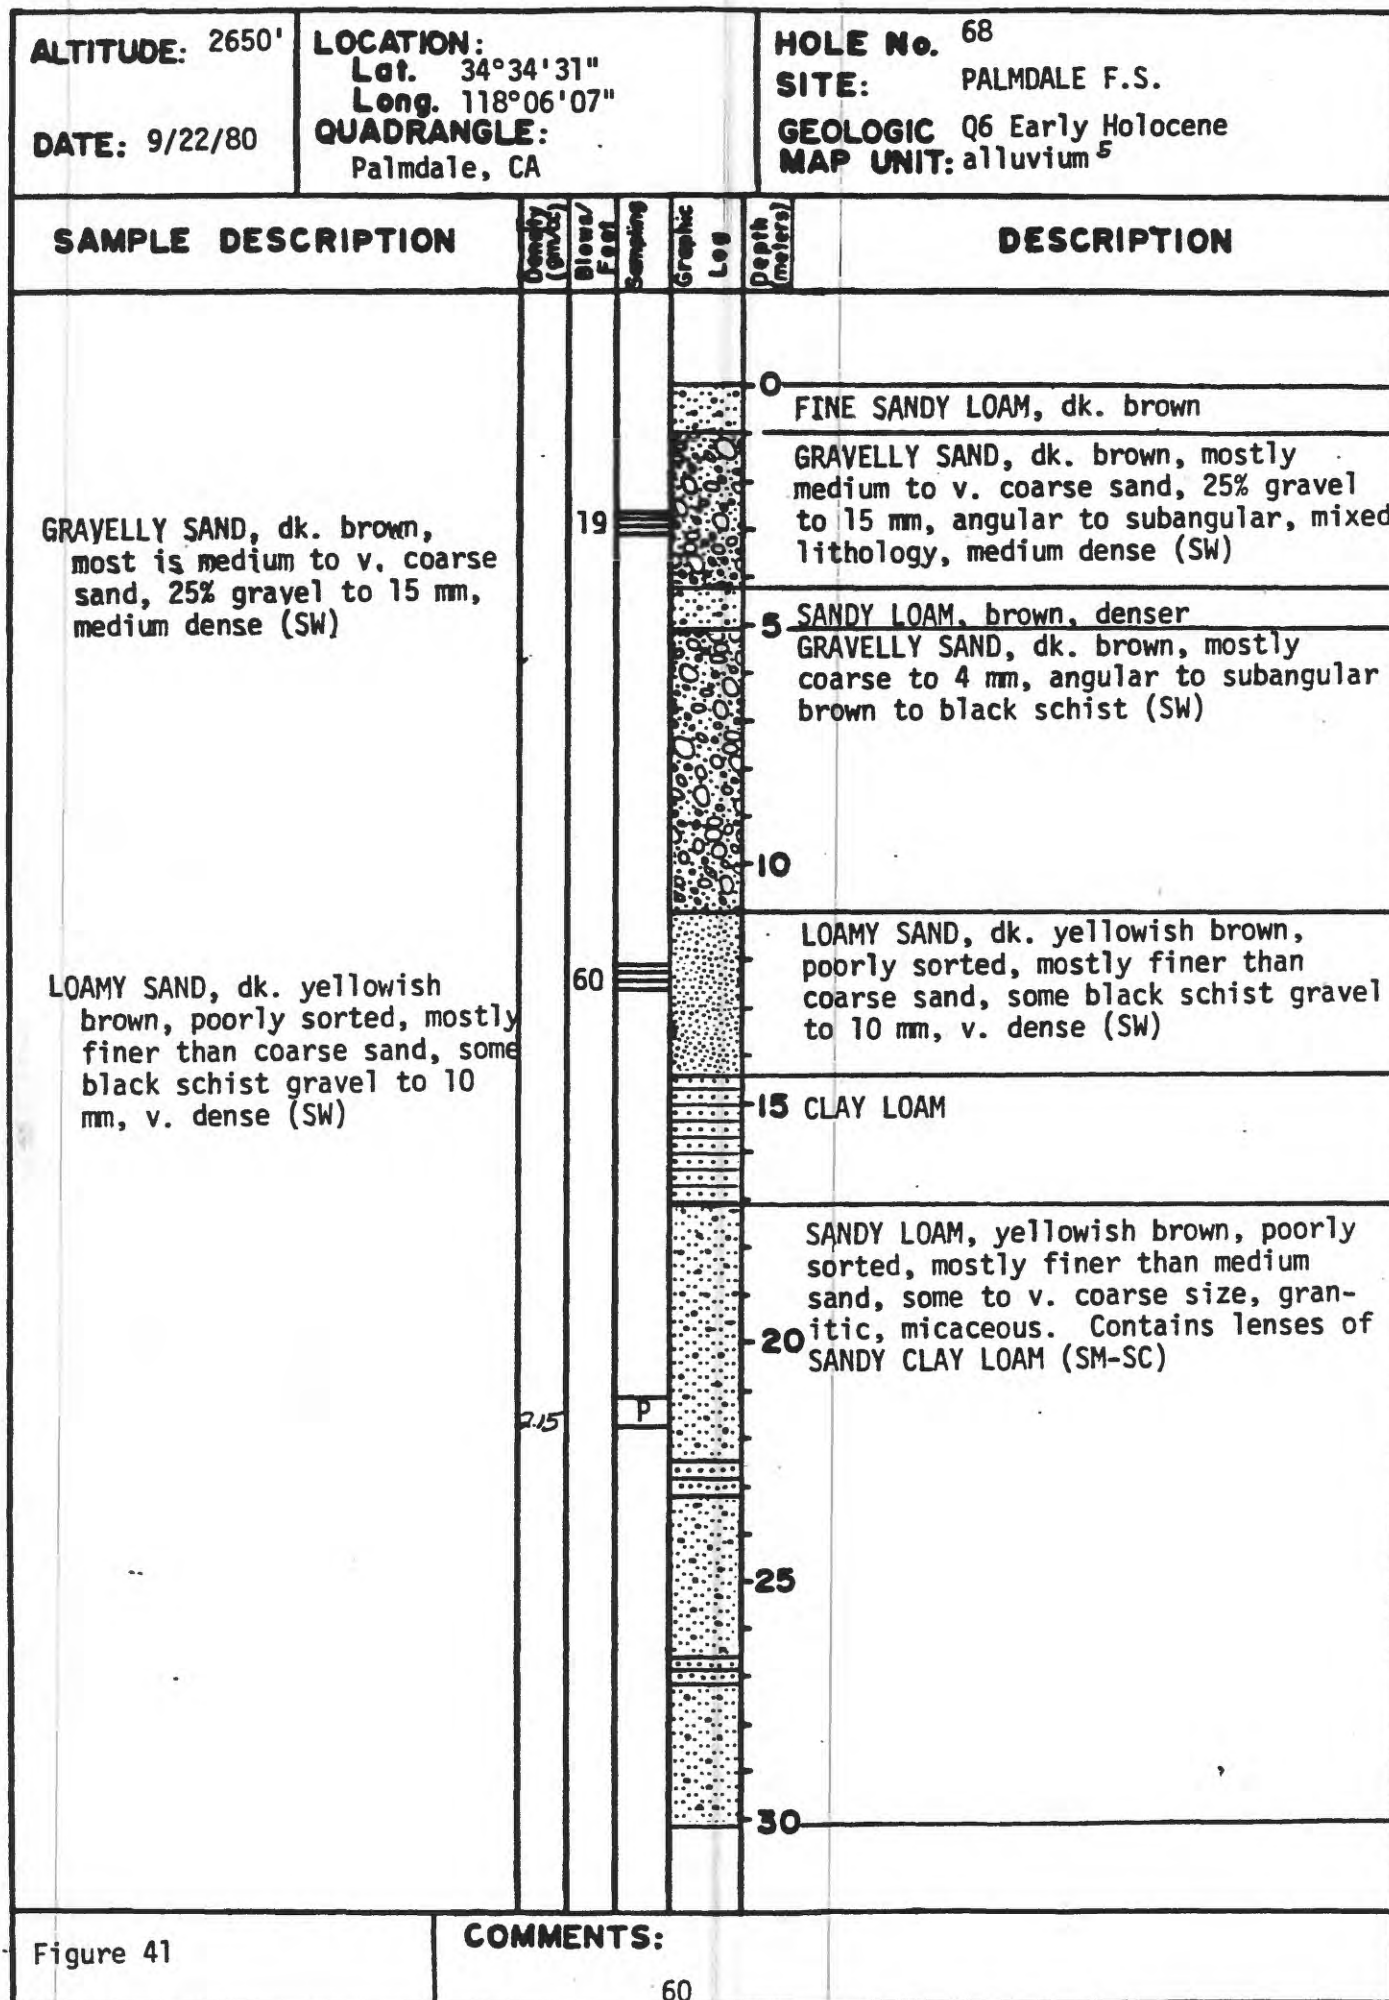 ALTITUDE: 2650'
DATE: 9/22/80
LOCATION:
Lat. 34°34'31"
Long. 118°06'07"
QUADRANGLE:
Palmdale, CA
HOLE No. 68
SITE: PALMDALE F.S.
GEOLOGIC Q6 Early Holocene
MAP UNIT: alluvium 5
SAMPLE DESCRIPTION
Density (gm/cc)
Blows/
Foot
Sampling
Graphic
Log
Depth
(meters)
DESCRIPTION
0
FINE SANDY LOAM, dk. brown
GRAVELLY SAND, dk. brown, mostly
medium to v. coarse sand, 25% gravel
to 15 mm, angular to subangular, mixed
lithology, medium dense (SW)
19
GRAVELLY SAND, dk. brown,
most is medium to v. coarse
sand, 25% gravel to 15 mm,
medium dense (SW)
SANDY LOAM, brown, denser
5
GRAVELLY SAND, dk. brown, mostly
coarse to 4 mm, angular to subangular
brown to black schist (SW)
10
LOAMY SAND, dk. yellowish brown,
poorly sorted, mostly finer than
coarse sand, some black schist gravel
to 10 mm, v. dense (SW)
60
LOAMY SAND, dk. yellowish
brown, poorly sorted, mostly
finer than coarse sand, some
black schist gravel to 10
mm, v. dense (SW)
15 CLAY LOAM
SANDY LOAM, yellowish brown, poorly
sorted, mostly finer than medium
sand, some to v. coarse size, gran-
itic, micaceous. Contains lenses of
SANDY CLAY LOAM (SM-SC)
20
2.15
P
25
30
Figure 41
COMMENTS:
60